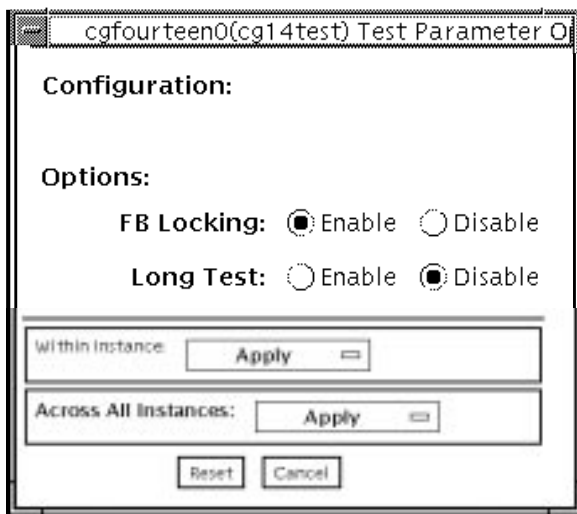 cgfourteen0(cg14test) Test Parameter O
Configuration:
Options:
FB Locking: Enable Disable
Long Test: Enable Disable
Within Instance: Apply
Across All Instances: Apply
Reset Cancel